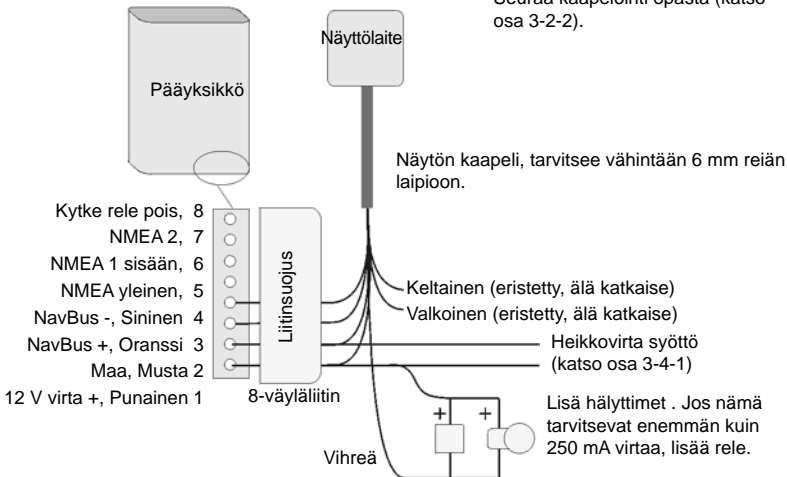 Seuraa kaapelointi opasta (katso
osa 3-2-2).
Näyttölaite
Pääyksikkö
Näytön kaapeli, tarvitsee vähintään 6 mm reiän
laipioon.
Kytke rele pois, 8
NMEA 2, 7
NMEA 1 sisään, 6
NMEA yleinen, 5
NavBus -, Sininen 4
NavBus +, Oranssi 3
Maa, Musta 2
12 V virta +, Punainen 1
Liitinsuojus
8-väyläliitin
Keltainen (eristetty, älä katkaise)
Valkoinen (eristetty, älä katkaise)
Heikkovirta syöttö
(katso osa 3-4-1)
+ +
Lisä hälyttimet . Jos nämä
tarvitsevat enemmän kuin
250 mA virtaa, lisää rele.
Vihreä